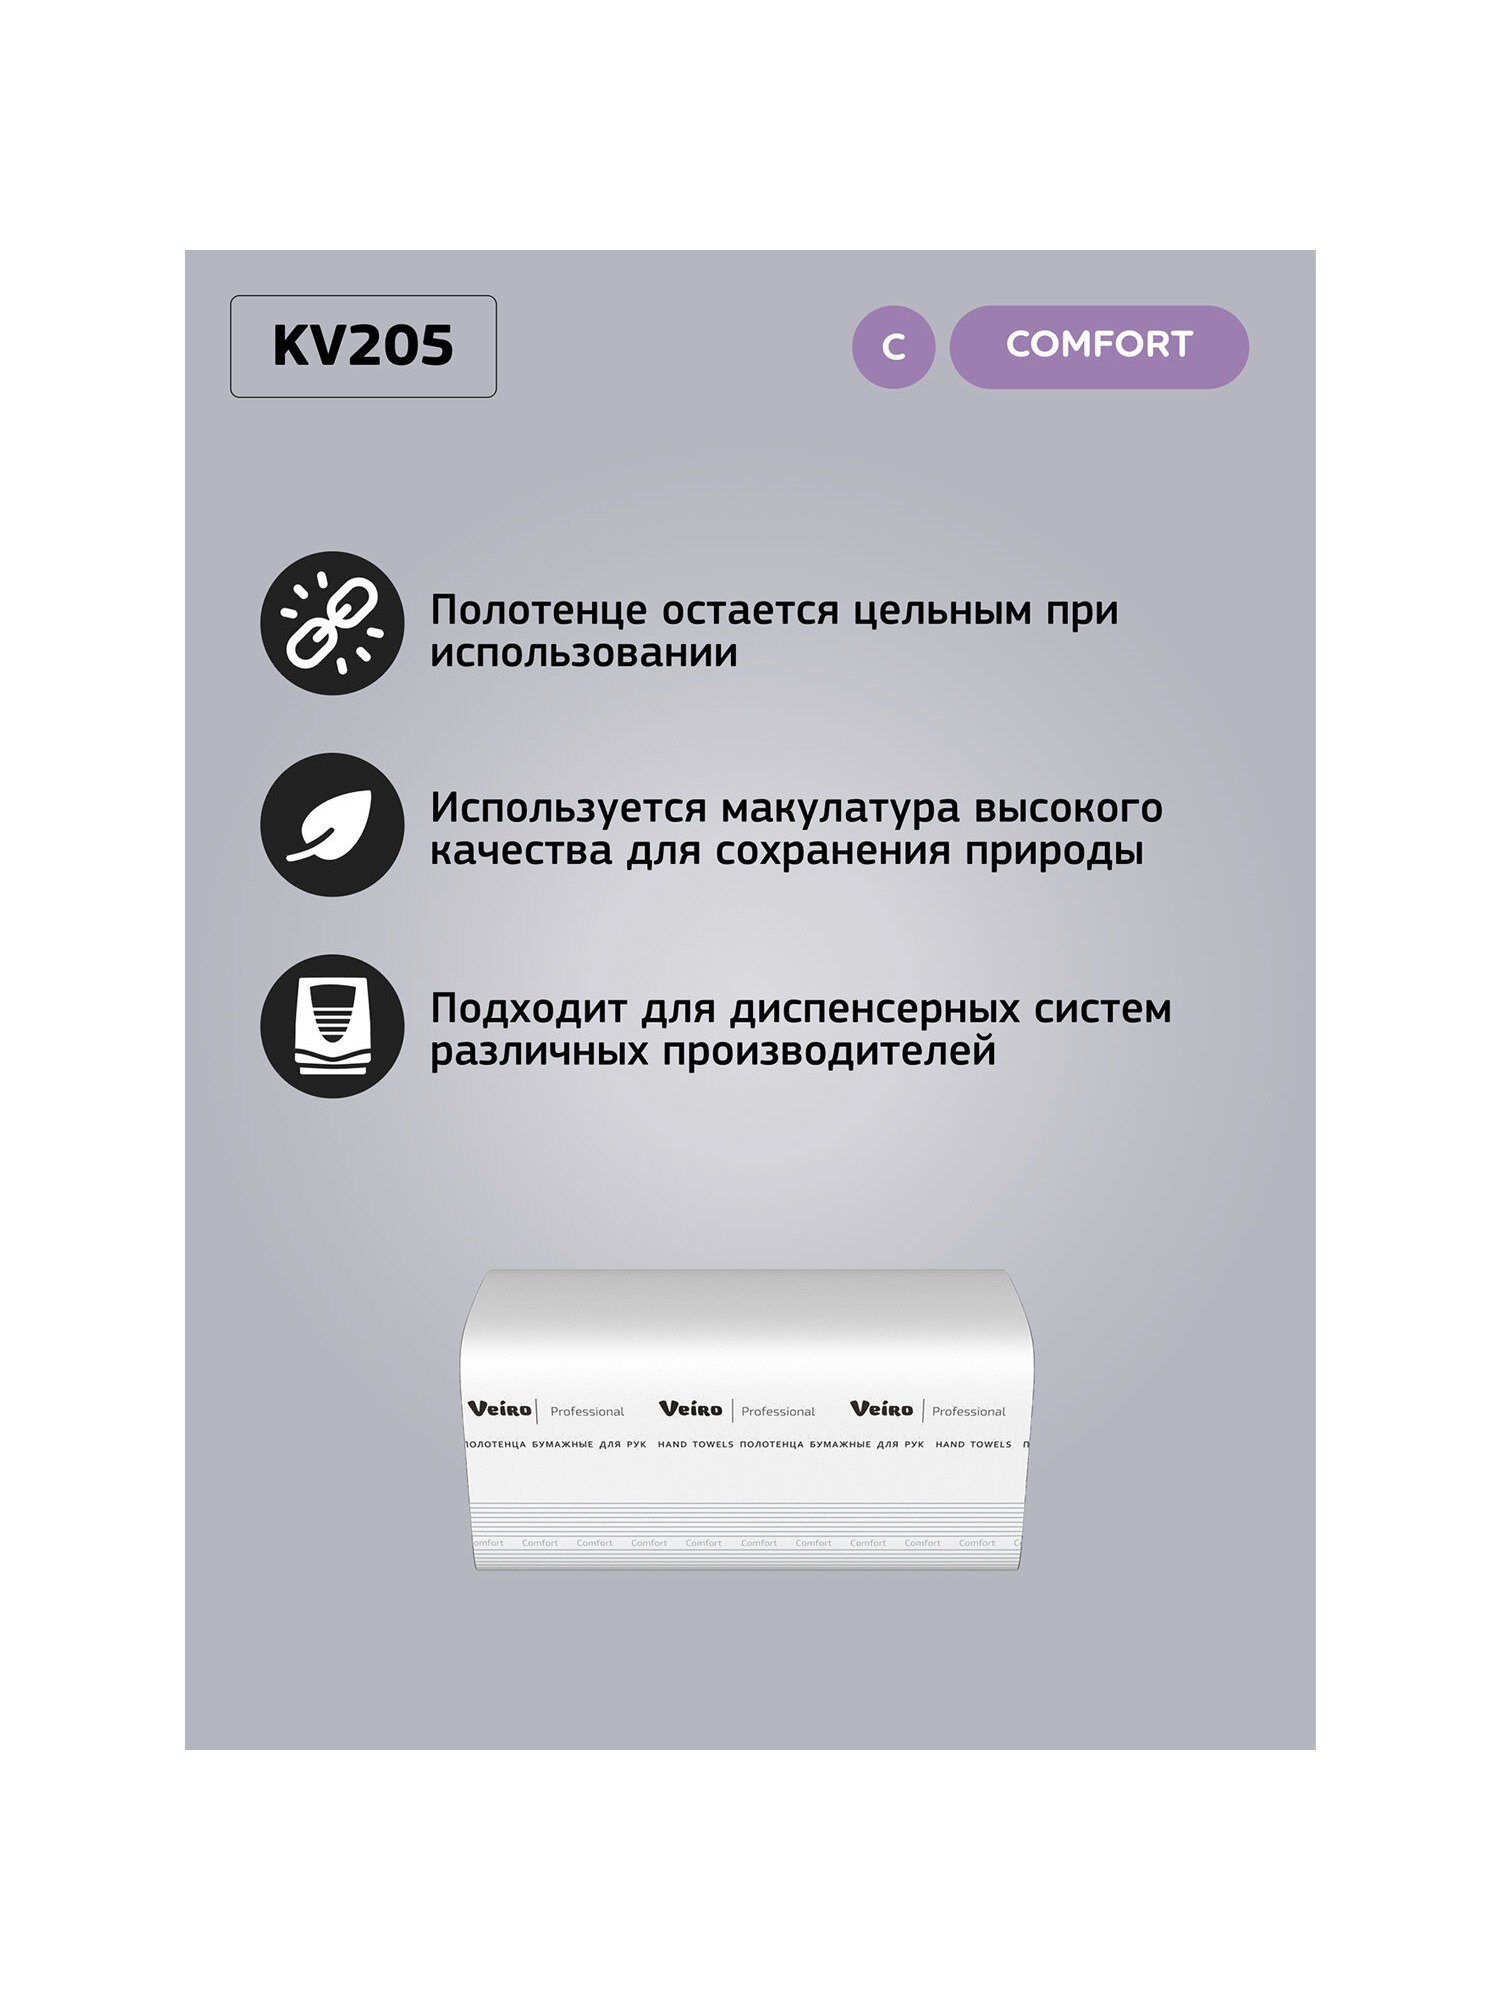 KV205
C COMFORT
Полотенце остается цельным при
использовании
Используется макулатура высокого
качества для сохранения природы
Подходит для диспенсерных систем
различных производителей
Veiro Professional Veiro Professional Veiro Professional
ПОЛОТЕНЦА БУМАЖНЫЕ ДЛЯ РУК HAND TOWELS ПОЛОТЕНЦА БУМАЖНЫЕ ДЛЯ РУК HAND TOWELS П
omfort Comfort Comfort Comfort Comfort Comfort Comfort Comfort Comfort Comfort C